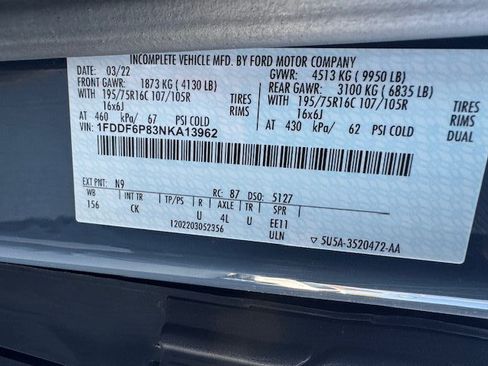 INCOMPLETE VEHICLE MFD. BY FORD MOTOR COMPANY
DATE: 03/22 GVWR: 4513 KG ( 9950 LB)
FRONT GAWR: 1873 KG ( 4130 LB) REAR GAWR: 3100 KG ( 6835 LB)
WITH 195/75R16C 107/105R TIRES WITH 195/75R16C 107/105R TIRES
16x6J RIMS 16x6J RIMS
AT 460 kPa/ 67 PSI COLD AT 430 kPa/ 62 PSI COLD DUAL
VIN: 1FDDF6P83NKA13962
EXT PNT: N9 RC: 87 DSO: 5127
WB INT TR TP/PS R AXLE TR SPR
156 CK U 4L U EE11
1202203052356 ULN 5U5A-3520472-AA